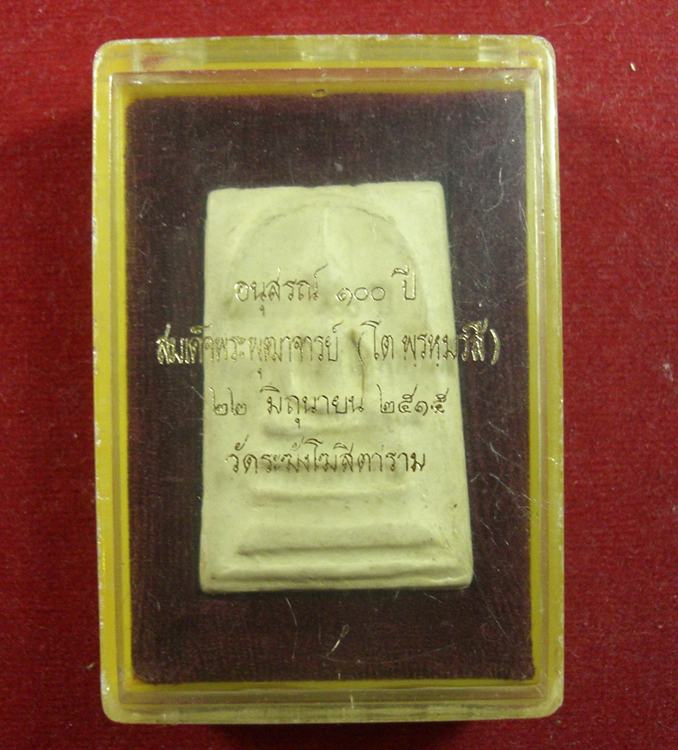 อนุสรณ์ ๑๐๐ ปี
สมเด็จพระพุฒาจารย์ (โต พฺรหฺมรํสี)
๒๒ มิถุนายน ๒๕๑๕
วัดระฆังโฆสิตาราม